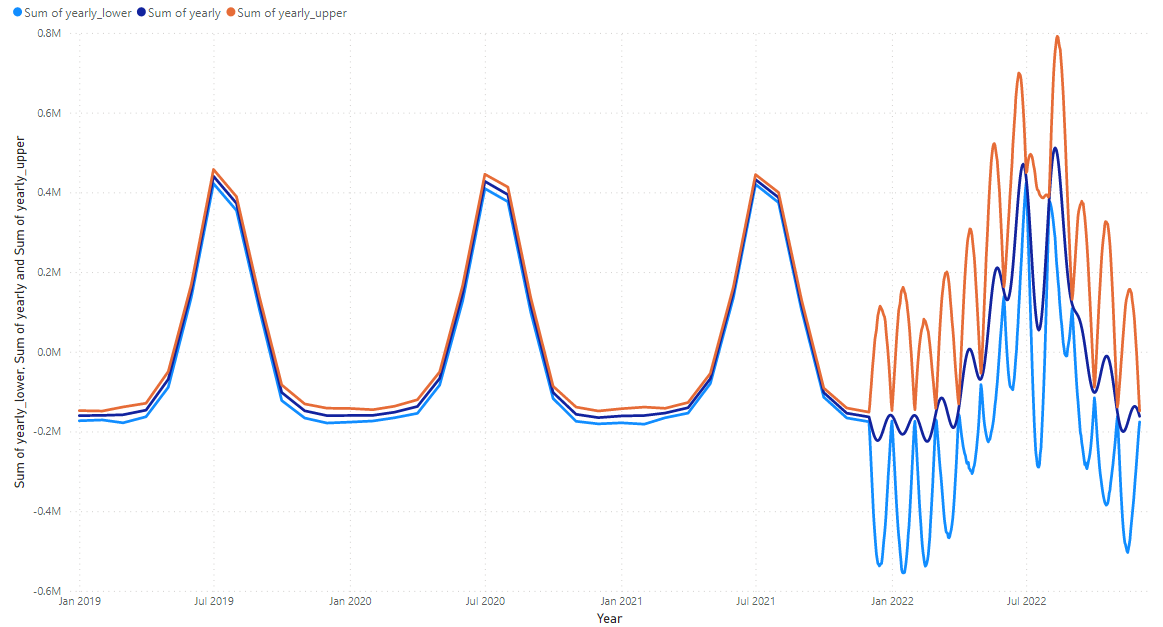 Sum of yearly_lower Sum of yearly Sum of yearly_upper
0.8M
0.6M
0.4M
0.2M
0.0M
-0.2M
-0.4M
-0.6M
Sum of yearly_lower, Sum of yearly and Sum of yearly_upper
Jan 2019 Jul 2019 Jan 2020 Jul 2020 Jan 2021 Jul 2021 Jan 2022 Jul 2022
Year